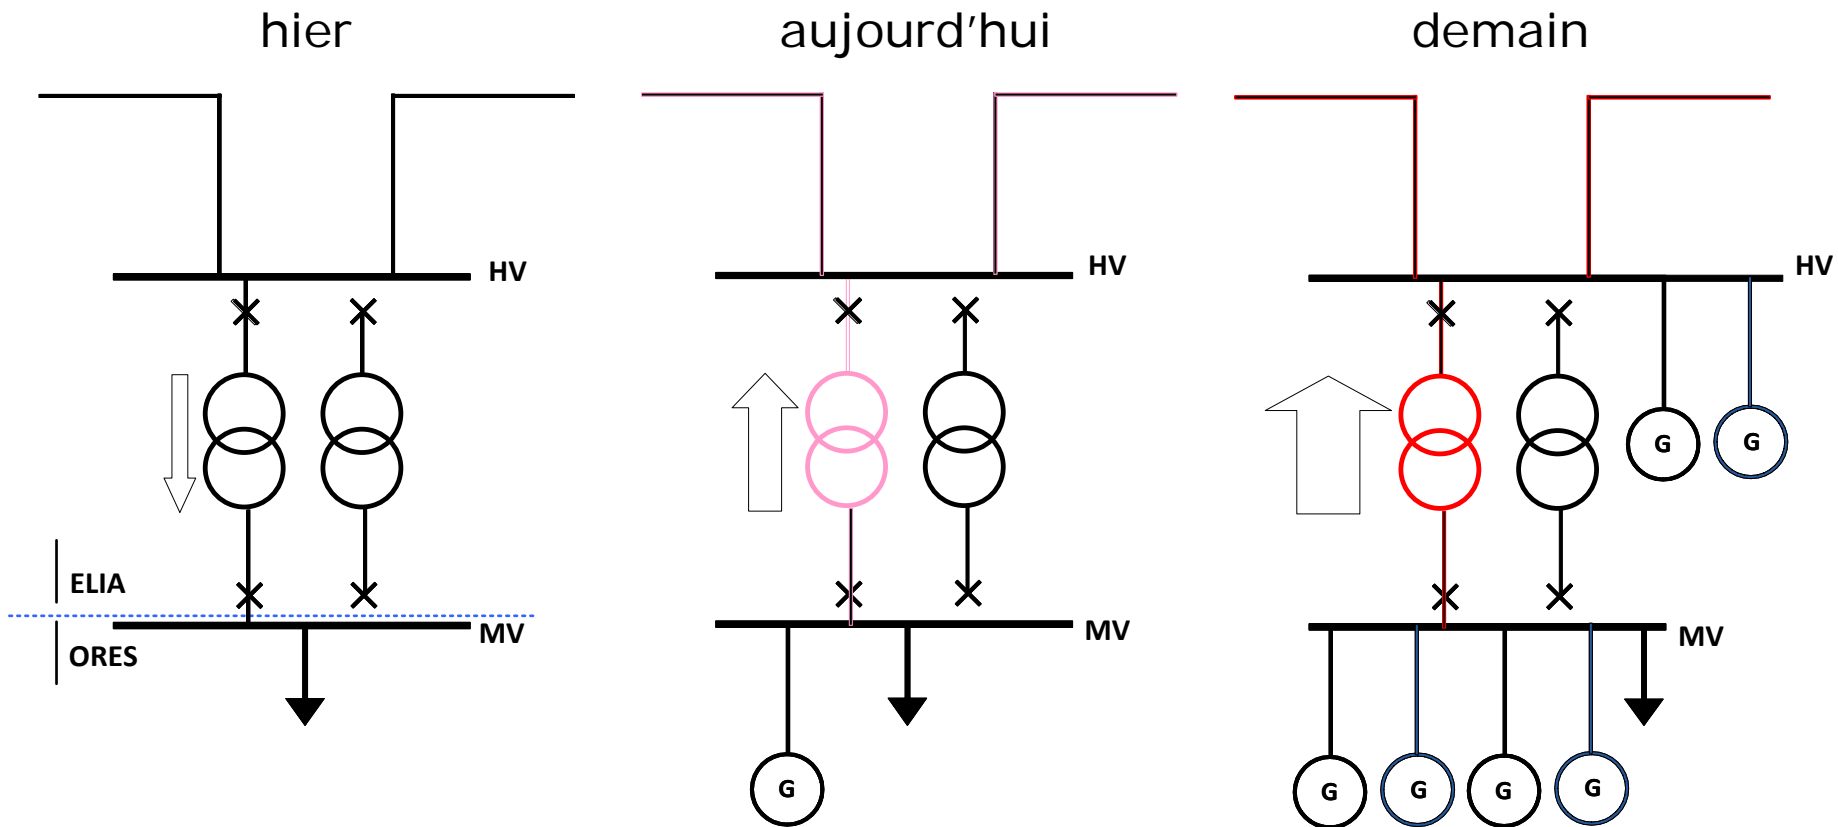 hier
aujourd'hui
demain
HV
HV
HV
G
G
ELIA
ORES
MV
MV
MV
G
G
G
G
G